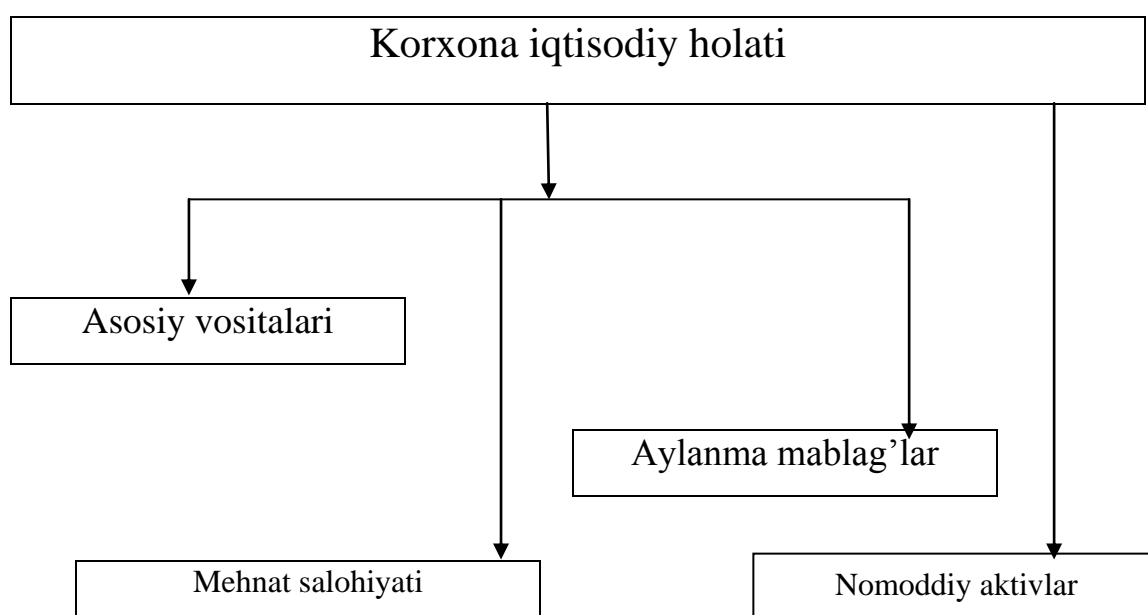 Korxona iqtisodiy holati
Asosiy vositalari
Aylanma mablag’lar
Mehnat salohiyati
Nomoddiy aktivlar